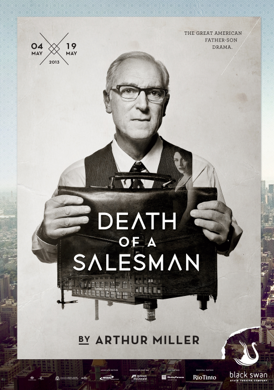 04 19
MAY MAY
2013
THE GREAT AMERICAN
FATHER-SON
DRAMA.
DEATH
OF A
SALESMAN
BY ARTHUR MILLER
black swan
RioTinto